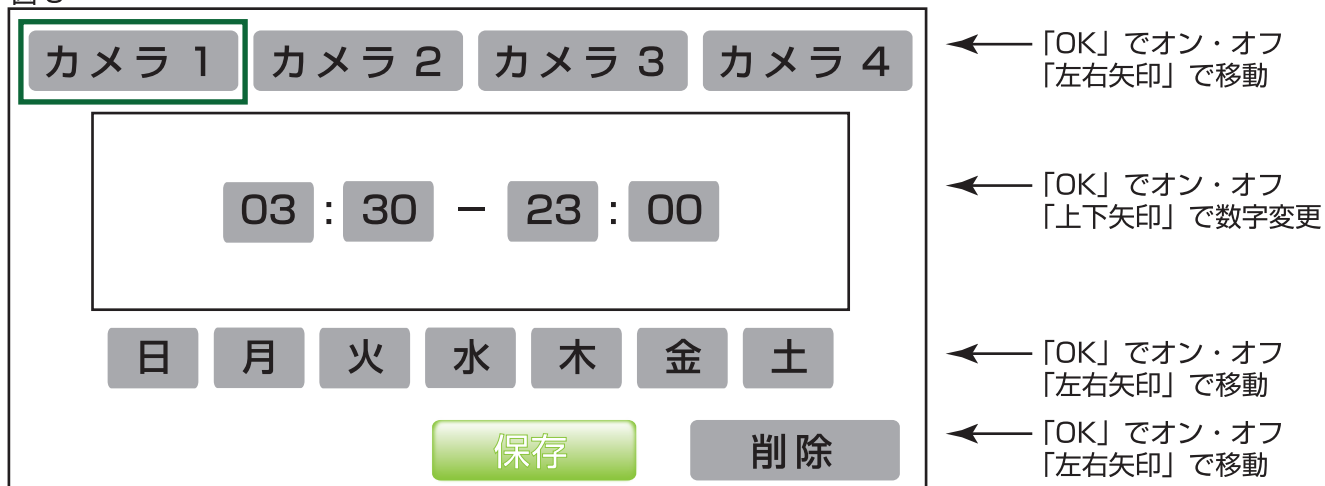 カメラ 1 カメラ 2 カメラ 3 カメラ 4
「OK」でオン・オフ
「左右矢印」で移動
03 : 30 − 23 : 00
「OK」でオン・オフ
「上下矢印」で数字変更
日 月 火 水 木 金 土
「OK」でオン・オフ
「左右矢印」で移動
保存 削除
「OK」でオン・オフ
「左右矢印」で移動